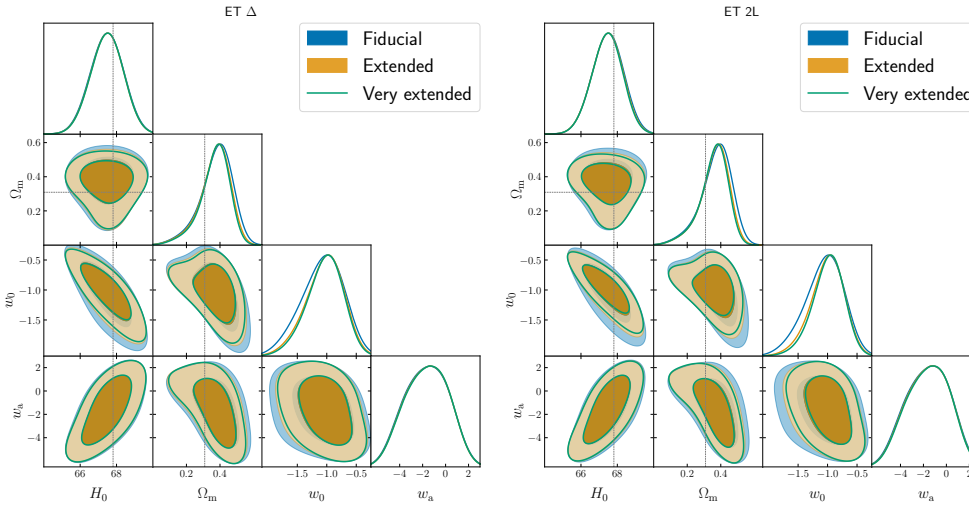 ET Δ
ET 2L
Fiducial
Extended
Very extended
Fiducial
Extended
Very extended
0.6
0.4
0.2
Ωm
0.6
0.4
0.2
Ωm
−0.5
−1.0
−1.5
w0
−0.5
−1.0
−1.5
w0
2
0
−2
−4
wa
2
0
−2
−4
wa
66 68
0.2 0.4
−1.5 −1.0 −0.5
−4 −2 0 2
66 68
0.2 0.4
−1.5 −1.0 −0.5
−4 −2 0 2
H0
Ωm
w0
wa
H0
Ωm
w0
wa